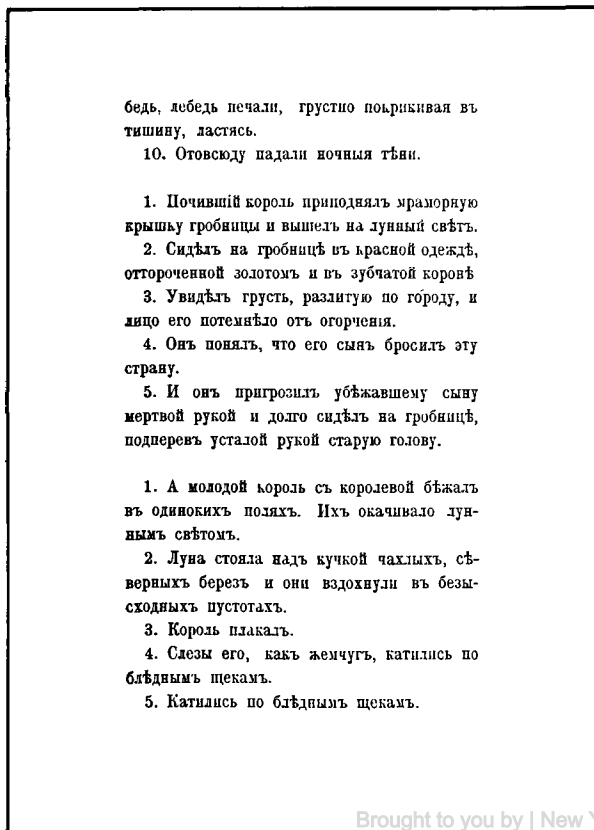 бедь, лебедь печали, грустно покрикивая въ
тишину, ластясь.
10. Отовсюду падали ночныя тѣни.
1. Почившій король приподнялъ мраморную
крышку гробницы и вышелъ на лунный свѣтъ.
2. Сидѣлъ на гробницѣ въ красной одеждѣ,
оттороченной золотомъ и въ зубчатой коронѣ
3. Увидѣлъ грусть, разлитую по городу, и
лицо его потемнѣло отъ огорченія.
4. Онъ понялъ, что его сынъ бросилъ эту
страну.
5. И онъ пригрозилъ убѣжавшему сыну
мертвой рукой и долго сидѣлъ на гробницѣ,
подперевъ усталой рукой старую голову.
1. А молодой король съ королевой бѣжалъ
въ одинокихъ поляхъ. Ихъ окачивало лун-
нымъ свѣтомъ.
2. Луна стояла надъ кучкой чахлыхъ, сѣ-
верныхъ березъ и они вздохнули въ безы-
сходныхъ пустотахъ.
3. Король плакалъ.
4. Слезы его, какъ жемчугъ, катились по
блѣднымъ щекамъ.
5. Катились по блѣднымъ щекамъ.
Brought to you by | New